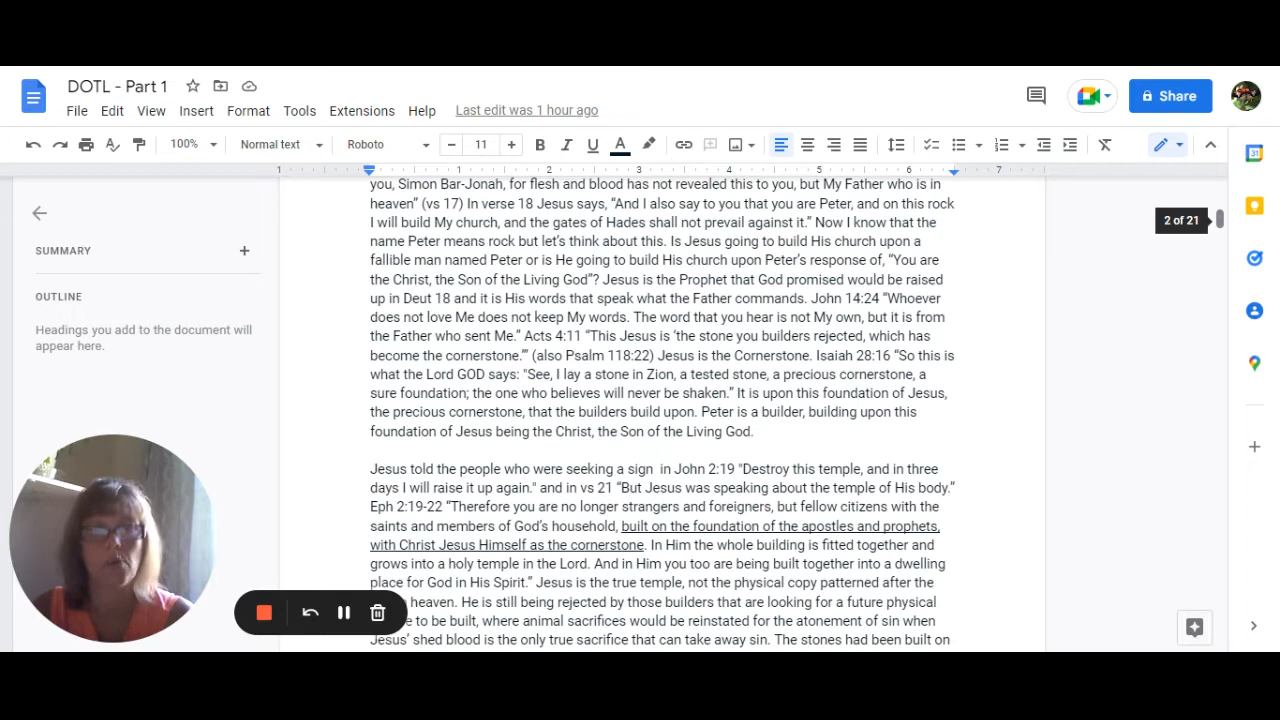 DOTL - Part 1
File Edit View Insert Format Tools Extensions Help Last edit was 1 hour ago
Share
100% Normal text Roboto 11
1 1 2 3 4 5 6 7
SUMMARY
OUTLINE
Headings you add to the document will
appear here.
2 of 21
31
you, Simon Bar-Jonah, for flesh and blood has not revealed this to you, but My Father who is in
heaven” (vs 17) In verse 18 Jesus says, “And I also say to you that you are Peter, and on this rock
I will build My church, and the gates of Hades shall not prevail against it.” Now I know that the
name Peter means rock but let’s think about this. Is Jesus going to build His church upon a
fallible man named Peter or is He going to build His church upon Peter’s response of, “You are
the Christ, the Son of the Living God”? Jesus is the Prophet that God promised would be raised
up in Deut 18 and it is His words that speak what the Father commands. John 14:24 “Whoever
does not love Me does not keep My words. The word that you hear is not My own, but it is from
the Father who sent Me.” Acts 4:11 “This Jesus is ‘the stone you builders rejected, which has
become the cornerstone.’” (also Psalm 118:22) Jesus is the Cornerstone. Isaiah 28:16 “So this is
what the Lord GOD says: "See, I lay a stone in Zion, a tested stone, a precious cornerstone, a
sure foundation; the one who believes will never be shaken.” It is upon this foundation of Jesus,
the precious cornerstone, that the builders build upon. Peter is a builder, building upon this
foundation of Jesus being the Christ, the Son of the Living God.
Jesus told the people who were seeking a sign in John 2:19 "Destroy this temple, and in three
days I will raise it up again." and in vs 21 “But Jesus was speaking about the temple of His body.”
Eph 2:19-22 “Therefore you are no longer strangers and foreigners, but fellow citizens with the
saints and members of God’s household, built on the foundation of the apostles and prophets,
with Christ Jesus Himself as the cornerstone. In Him the whole building is fitted together and
grows into a holy temple in the Lord. And in Him you too are being built together into a dwelling
place for God in His Spirit.” Jesus is the true temple, not the physical copy patterned after the
heaven. He is still being rejected by those builders that are looking for a future physical
to be built, where animal sacrifices would be reinstated for the atonement of sin when
Jesus’ shed blood is the only true sacrifice that can take away sin. The stones had been built on